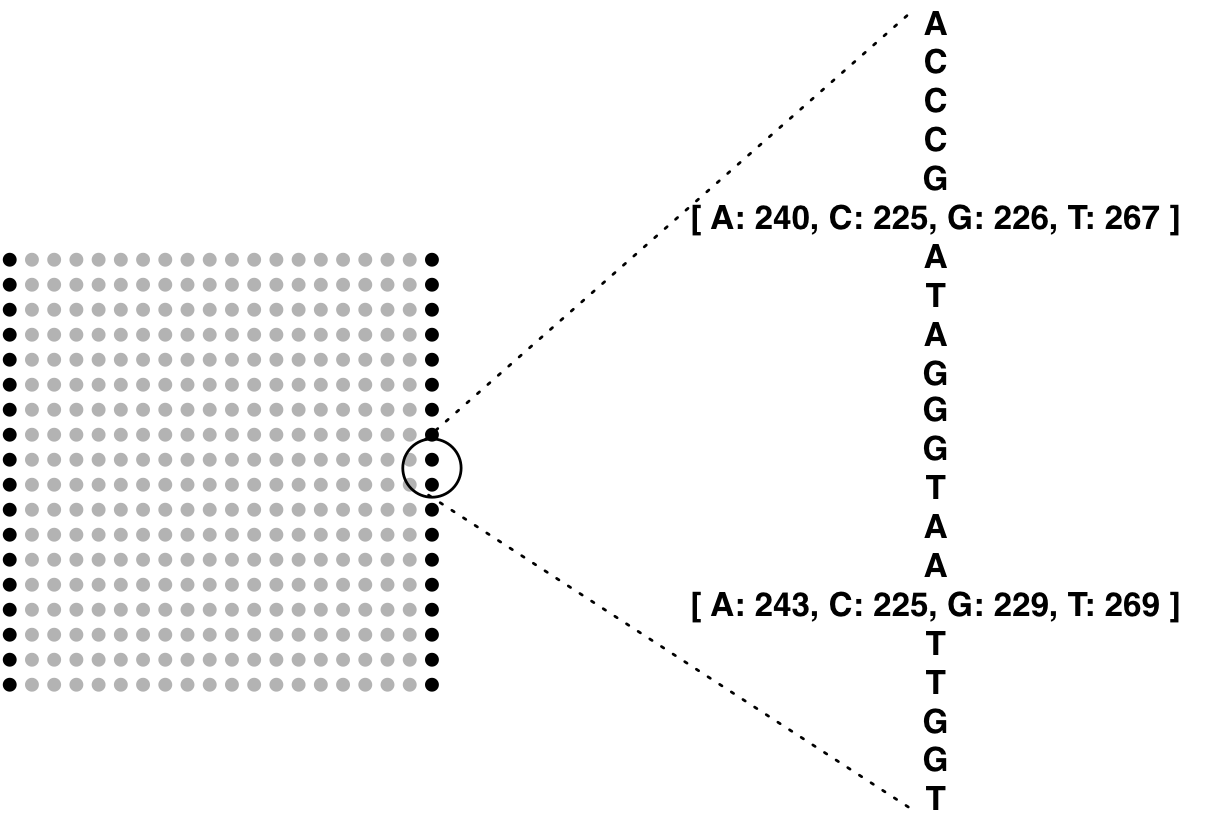 A
C
C
C
G
[ A: 240, C: 225, G: 226, T: 267 ]
A
T
A
G
G
G
T
A
A
[ A: 243, C: 225, G: 229, T: 269 ]
T
T
G
G
T